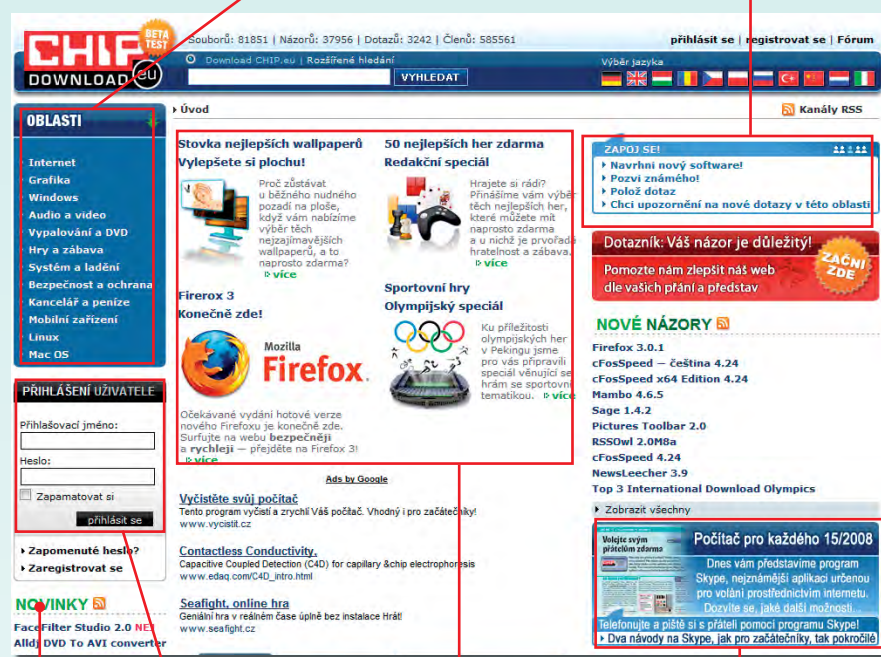 CHIP
BETA TEST
DOWNLOAD .eu
Souborů: 81851 | Názorů: 37956 | Dotazů: 3242 | Členů: 585561
přihlásit se | registrovat se | Fórum
Download CHIP.eu | Rozšířené hledání
VYHLEDAT
Výběr jazyka
Úvod
Kanály RSS
OBLASTI
Internet
Grafika
Windows
Audio a video
Vypalování a DVD
Hry a zábava
Systém a ladění
Bezpečnost a ochrana
Kancelář a peníze
Mobilní zařízení
Linux
Mac OS
PŘIHLÁŠENÍ UŽIVATELE
Přihlašovací jméno:
Heslo:
Zapamatovat si
přihlásit se
Zapomenuté heslo?
Zaregistrovat se
NOVINKY
FaceFilter Studio 2.0 NE!
Alldj DVD To AVI converter
Stovka nejlepších wallpaperů
Vylepšete si plochu!
Proč zůstávat
u běžného nudného
pozadí na ploše,
když vám nabízíme
výběr těch
nejzajímavějších
wallpaperů, a to
naprosto zdarma?
více
50 nejlepších her zdarma
Redakční speciál
Hrajete si rádi?
Přinášíme vám výběr
těch nejlepších her,
které můžete mít
naprosto zdarma
a u nichž je prvořadá
hratelnost a zábava.
více
Firerox 3
Konečně zde!
Mozilla
Firefox.
Očekávané vydání hotové verze
nového Firefoxu je konečně zde.
Surfujte na webu bezpečněji
a rychleji — přejděte na Firefox 3!
více
Sportovní hry
Olympijský speciál
Ku příležitosti
olympijských her
v Pekingu jsme
pro vás připravili
speciál věnující se
hrám se sportovní
tematikou. více
Ads by Google
Vyčistěte svůj počítač
Tento program vyčistí a zrychlí Váš počítač. Vhodný i pro začátečníky!
www.vycistit.cz
Contactless Conductivity.
Capacitive Coupled Detection (C4D) for capilary &chip electrophoresis
www.edaq.com/C4D_intro.html
Seafight, online hra
Geniální hra v reálném čase úplně bez instalace Hrát!
www.seafight.cz
ZAPOJ SE!
Navrhni nový software!
Pozvi známého!
Polož dotaz
Chci upozornění na nové dotazy v této oblasti
Dotazník: Váš názor je důležitý!
Pomozte nám zlepšit náš web
dle vašich přání a představ
ZAČNI ZDE
NOVÉ NÁZORY
Firefox 3.0.1
cFosSpeed — čeština 4.24
cFosSpeed x64 Edition 4.24
Mambo 4.6.5
Sage 1.4.2
Pictures Toolbar 2.0
RSSOwl 2.0M8a
cFosSpeed 4.24
NewsLeecher 3.9
Top 3 International Download Olympics
Zobrazit všechny
Volejte svým
přátelům zdarma
Počítač pro každého 15/2008
Dnes vám představíme program
Skype, nejznámější aplikaci určenou
pro volání prostřednictvím internetu.
Dozvíte se, jaké další možnosti...
Telefonujte a pište si s přáteli pomocí programu Skype!
Dva návody na Skype, jak pro začátečníky, tak pokročilé